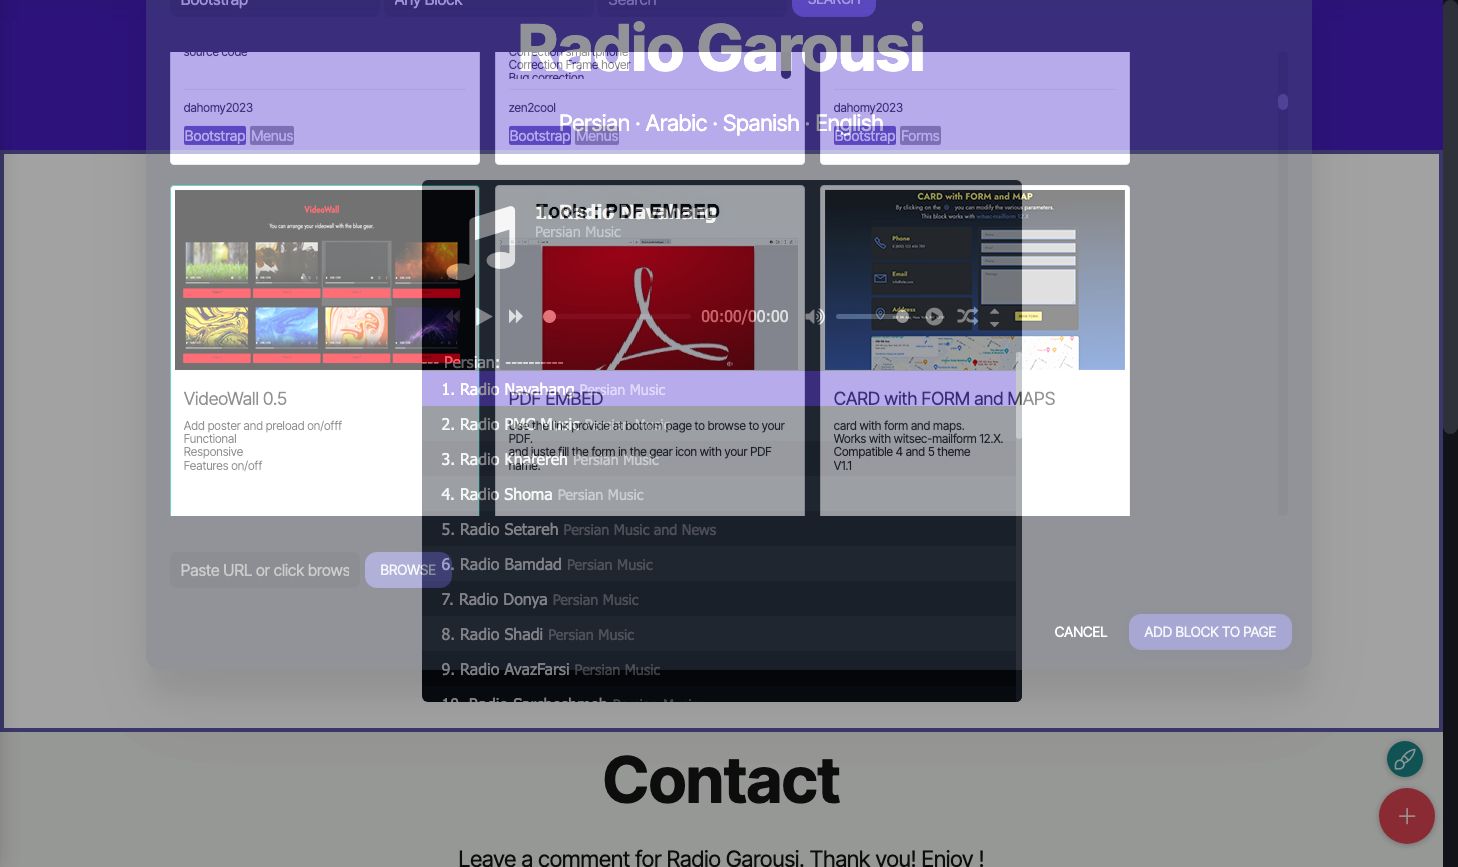 Bootstrap
Any Block
Search
SEARCH
Radio Garousi
Persian · Arabic · Spanish · English
source code
dahomy2023
Bootstrap Menus
Correction smartphone
Correction Frame hover
Bug correction
zen2cool
Bootstrap Menus
dahomy2023
Bootstrap Forms
VideoWall
You can arrange your videowall with the blue gear.
VideoWall 0.5
Add poster and preload on/offf
Functional
Responsive
Features on/off
Tools: PDF EMBED
PDF EMBED
Use the link provide at bottom page to browse to your
PDF.
and juste fill the form in the gear icon with your PDF
name.
CARD with FORM and MAP
By clicking on the you can modify the various parameters.
This block works with witsec-mailform 12.X
Phone
Email
Address
CARD with FORM and MAPS
card with form and maps.
Works with witsec-mailform 12.X.
Compatible 4 and 5 theme
V1.1
1. Radio Navahang
Persian Music
00:00/00:00
--- Persian: ----------
1. Radio Navahang Persian Music
2. Radio PMC Music Persian Music
3. Radio Khatereh Persian Music
4. Radio Shoma Persian Music
5. Radio Setareh Persian Music and News
6. Radio Bamdad Persian Music
7. Radio Donya Persian Music
8. Radio Shadi Persian Music
9. Radio AvazFarsi Persian Music
Paste URL or click brows
BROWSE
CANCEL
ADD BLOCK TO PAGE
Contact
Leave a comment for Radio Garousi. Thank you! Enjoy !